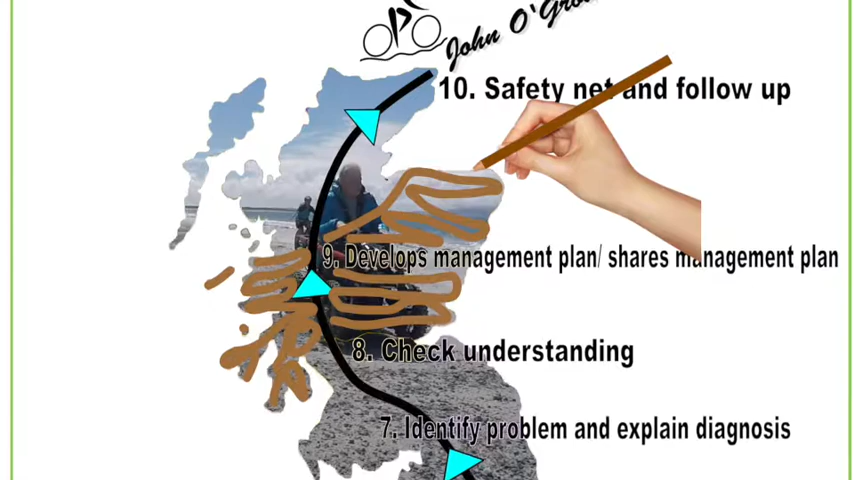 John O'Gro
10. Safety net and follow up
9. Develops management plan/ shares management plan
8. Check understanding
7. Identify problem and explain diagnosis